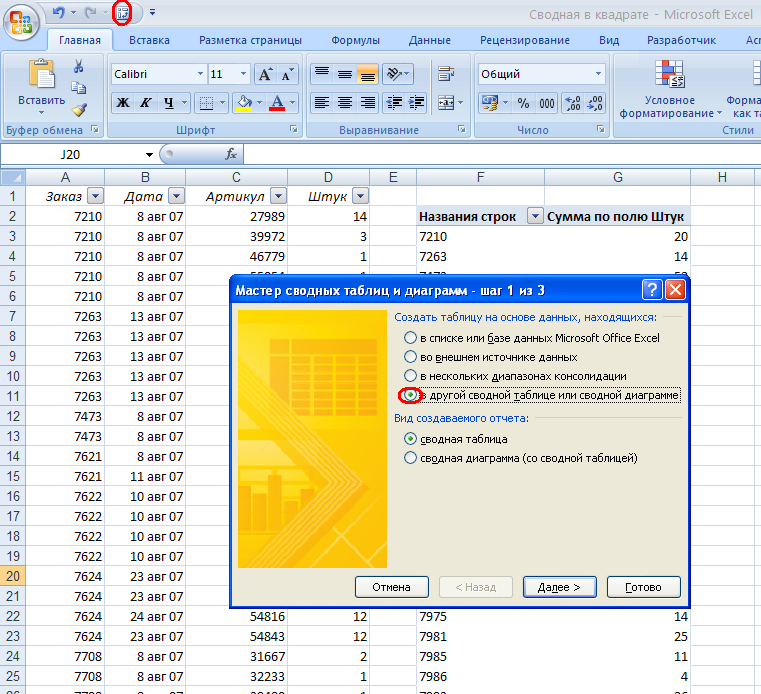 Сводная в квадрате - Microsoft Excel
Главная Вставка Разметка страницы Формулы Данные Рецензирование Вид Разработчик
Calibri 11 Общий
Вставить Ж К Ч A % 000 Условное форматирование
Буфер обмена Шрифт Выравнивание Число Стили
J20 fx
A B C D E F G H
1 Заказ Дата Артикул Штук
2 7210 8 авг 07 27989 14 Названия строк Сумма по полю Штук
3 7210 8 авг 07 39972 3 7210 20
4 7210 8 авг 07 46779 1 7263 14
5 7210 8 авг 07
6 7210 8 авг 07
7 7263 13 авг 07
8 7263 13 авг 07
9 7263 13 авг 07
10 7263 13 авг 07
11 7263 13 авг 07
12 7473 8 авг 07
13 7473 8 авг 07
14 7621 8 авг 07
15 7621 11 авг 07
16 7622 10 авг 07
17 7622 10 авг 07
18 7622 10 авг 07
19 7622 10 авг 07
20 7624 23 авг 07
21 7624 23 авг 07
22 7624 24 авг 07 54816 12 7975 14
23 7624 23 авг 07 54843 12 7981 25
24 7708 8 авг 07 31667 2 7985 11
25 7708 8 авг 07 32233 1 7986 4
Мастер сводных таблиц и диаграмм - шаг 1 из 3
Создать таблицу на основе данных, находящихся:
в списке или базе данных Microsoft Office Excel
во внешнем источнике данных
в нескольких диапазонах консолидации
в другой сводной таблице или сводной диаграмме
Вид создаваемого отчета:
сводная таблица
сводная диаграмма (со сводной таблицей)
Отмена < Назад Далее > Готово